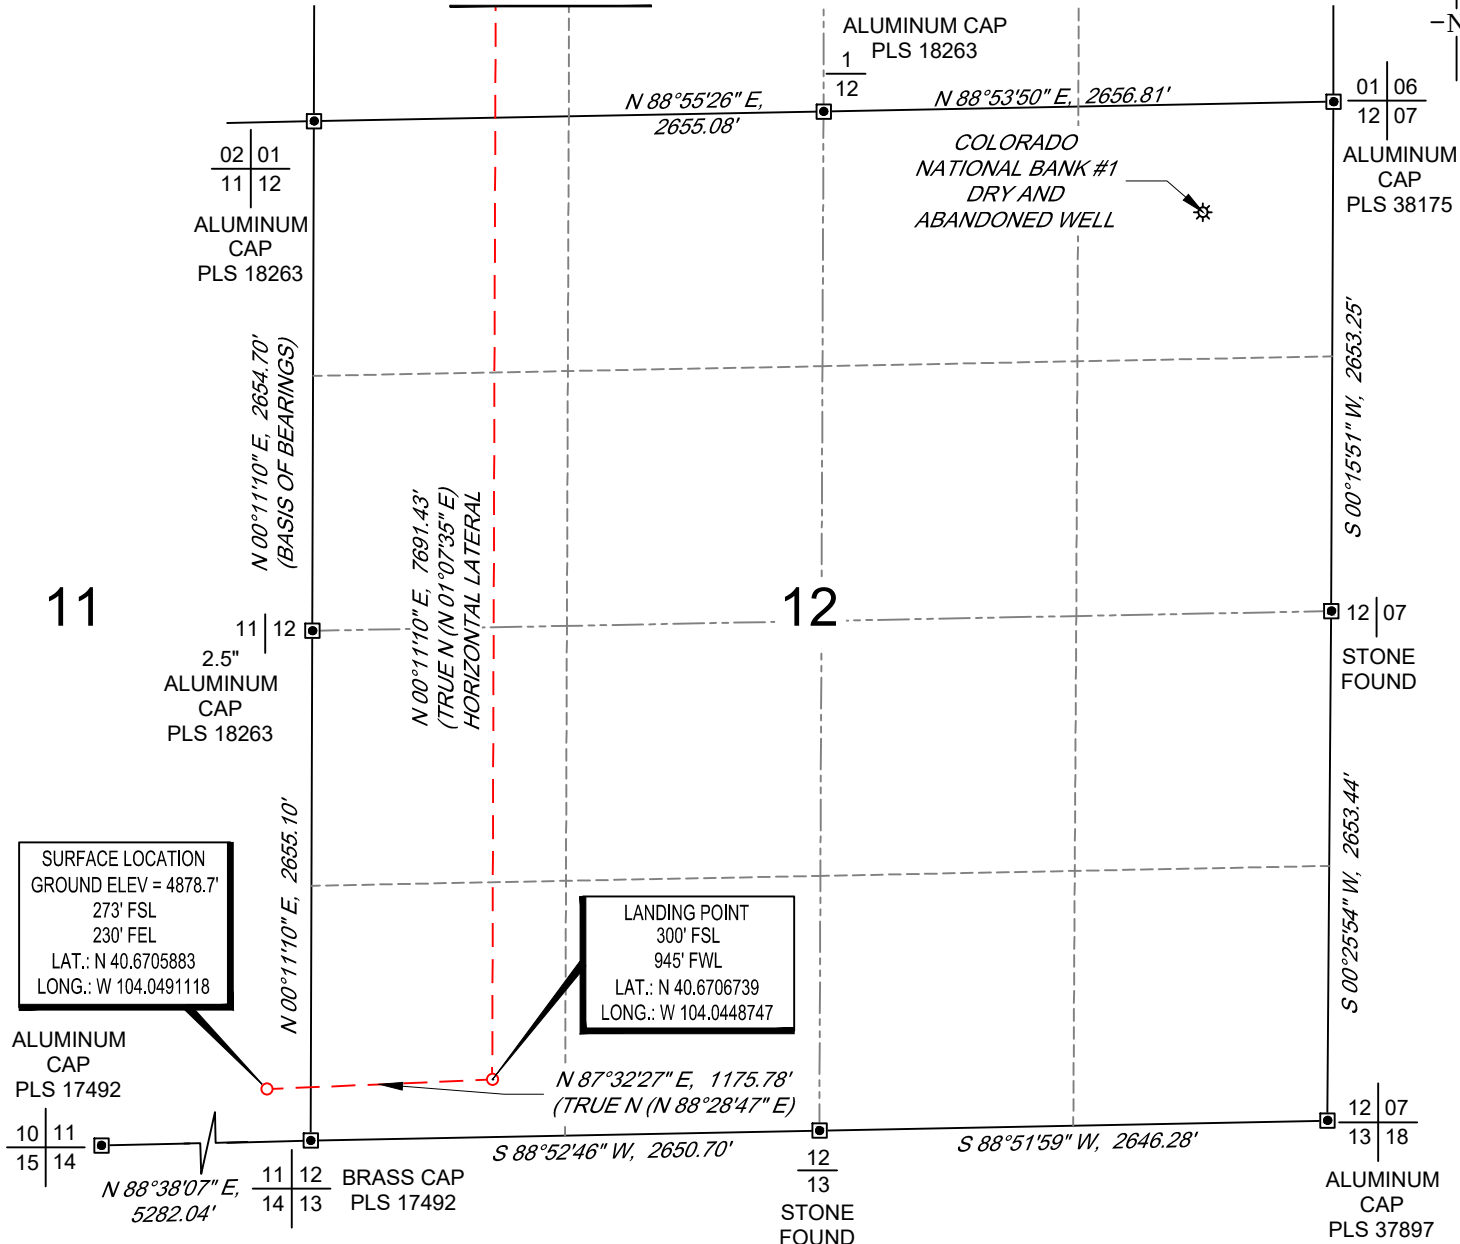 ALUMINUM CAP
PLS 18263
1
12
N 88°55'26" E,
2655.08'
N 88°53'50" E, 2656.81'
01 06
12 07
ALUMINUM
CAP
PLS 38175
02 01
11 12
ALUMINUM
CAP
PLS 18263
COLORADO
NATIONAL BANK #1
DRY AND
ABANDONED WELL
N 00°11'10" E, 2654.70'
(BASIS OF BEARINGS)
S 00°15'51" W, 2653.25'
N 00°11'10" E, 7691.43'
(TRUE N (N 01°07'35" E)
HORIZONTAL LATERAL
11
12
11 12
2.5"
ALUMINUM
CAP
PLS 18263
12 07
STONE
FOUND
N 00°11'10" E, 2655.10'
S 00°25'54" W, 2653.44'
SURFACE LOCATION
GROUND ELEV = 4878.7'
273' FSL
230' FEL
LAT.: N 40.6705883
LONG.: W 104.0491118
LANDING POINT
300' FSL
945' FWL
LAT.: N 40.6706739
LONG.: W 104.0448747
ALUMINUM
CAP
PLS 17492
10 11
15 14
N 87°32'27" E, 1175.78'
(TRUE N (N 88°28'47" E)
N 88°38'07" E,
5282.04'
11 12
14 13
BRASS CAP
PLS 17492
S 88°52'46" W, 2650.70'
12
13
STONE
FOUND
S 88°51'59" W, 2646.28'
12 07
13 18
ALUMINUM
CAP
PLS 37897